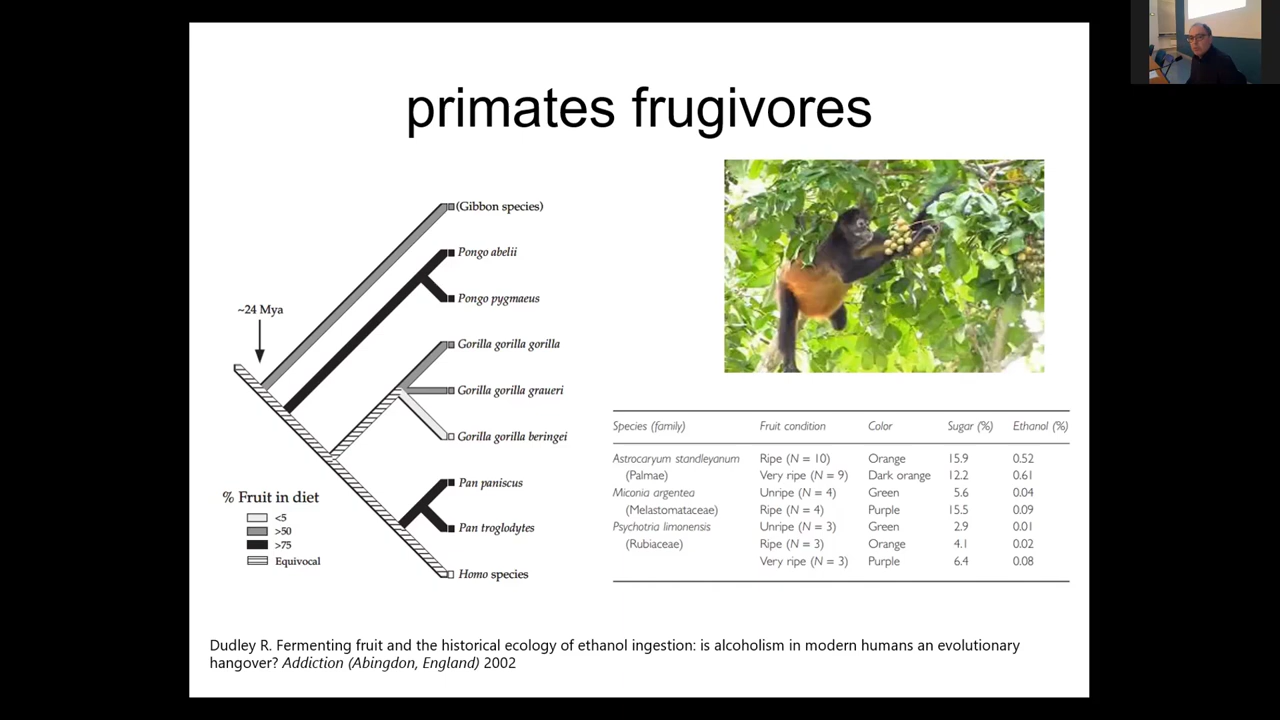 primates frugivores
(Gibbon species)
Pongo abelii
Pongo pygmaeus
~24 Mya
Gorilla gorilla gorilla
Gorilla gorilla graueri
Gorilla gorilla beringei
Pan paniscus
Pan troglodytes
Homo species
% Fruit in diet
<5
>50
>75
Equivocal
Species (family) Fruit condition Color Sugar (%) Ethanol (%)
Astrocaryum standleyanum Ripe (N = 10) Orange 15.9 0.52
(Palmae) Very ripe (N = 9) Dark orange 12.2 0.61
Miconia argentea Unripe (N = 4) Green 5.6 0.04
(Melastomataceae) Ripe (N = 4) Purple 15.5 0.09
Psychotria limonensis Unripe (N = 3) Green 2.9 0.01
(Rubiaceae) Ripe (N = 3) Orange 4.1 0.02
Very ripe (N = 3) Purple 6.4 0.08
Dudley R. Fermenting fruit and the historical ecology of ethanol ingestion: is alcoholism in modern humans an evolutionary
hangover? Addiction (Abingdon, England) 2002